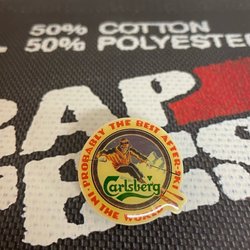 50% COTTON
50% POLYESTER
PROBABLY THE BEST AFTER-SKI
IN THE WORLD
Carlsberg